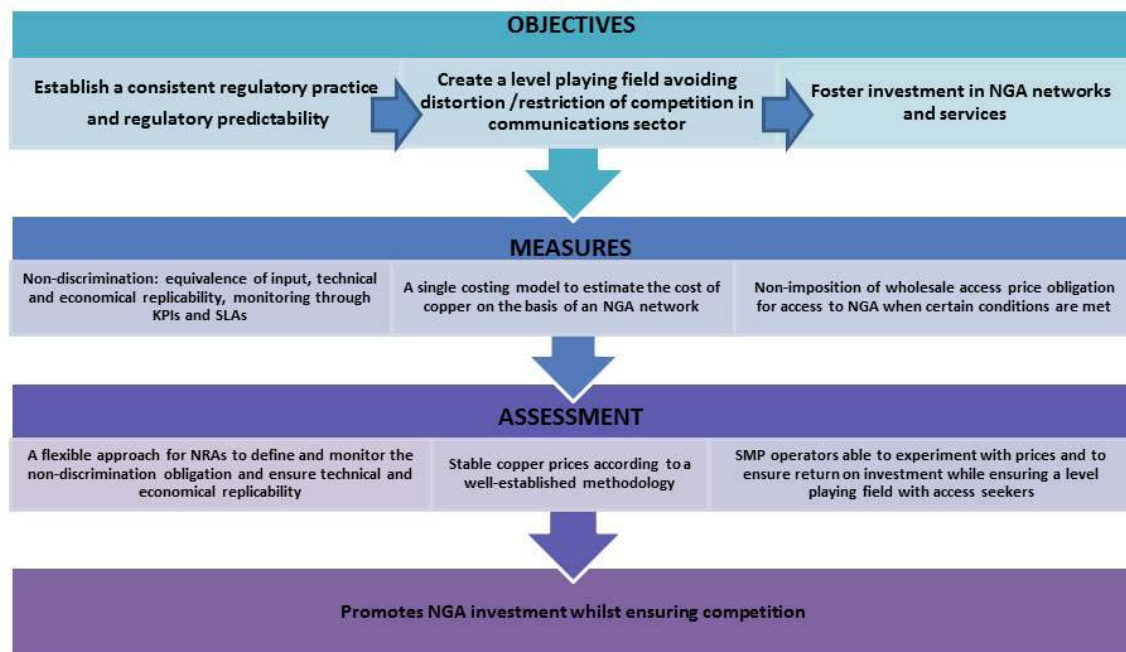 OBJECTIVES
Establish a consistent regulatory practice
and regulatory predictability
Create a level playing field avoiding
distortion /restriction of competition in
communications sector
Foster investment in NGA networks
and services
MEASURES
Non-discrimination: equivalence of input, technical
and economical replicability, monitoring through
KPIs and SLAs
A single costing model to estimate the cost of
copper on the basis of an NGA network
Non-imposition of wholesale access price obligation
for access to NGA when certain conditions are met
ASSESSMENT
A flexible approach for NRAs to define and monitor the
non-discrimination obligation and ensure technical and
economical replicability
Stable copper prices according to a
well-established methodology
SMP operators able to experiment with prices and to
ensure return on investment while ensuring a level
playing field with access seekers
Promotes NGA investment whilst ensuring competition